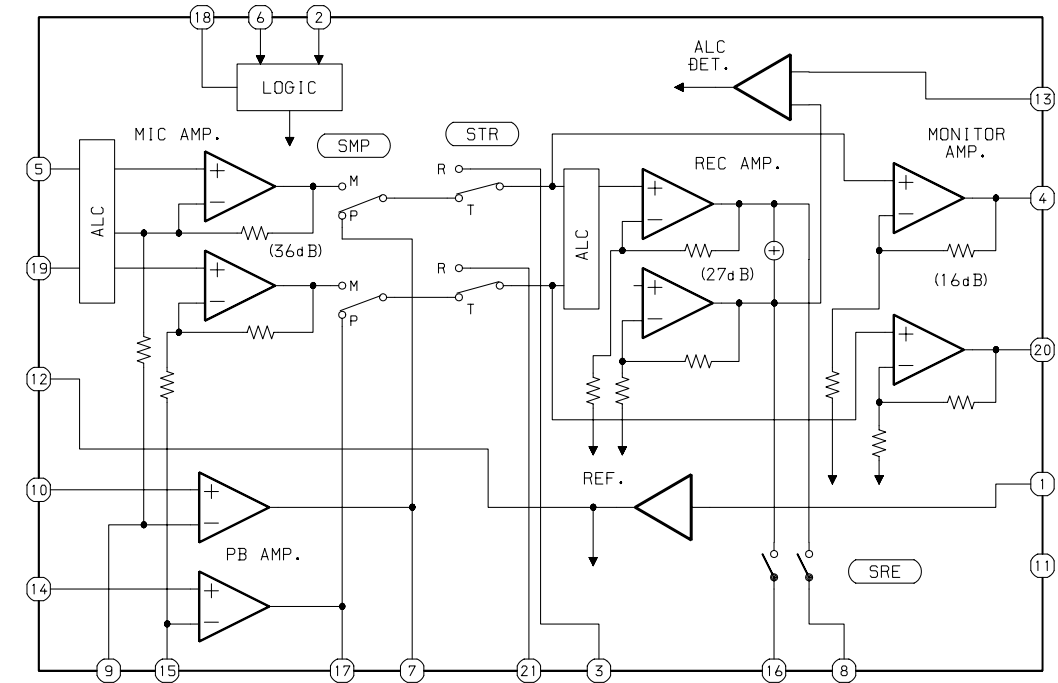 18 6 2
LOGIC
ALC
DET.
13
MIC AMP.
SMP
STR
MONITOR
AMP.
5
ALC
+
−
M
P
R
T
REC AMP.
ALC
+
−
+
−
4
(36dB)
19
+
−
M
P
R
T
+
(27dB)
+
−
(16dB)
+
−
20
12
10
+
−
REF.
1
PB AMP.
11
SRE
14
+
−
9 15 17 7 21 3 16 8